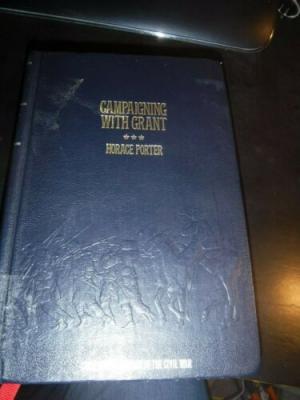 CAMPAIGNING
WITH GRANT
★★★
HORACE PORTER
OF THE CIVIL WAR